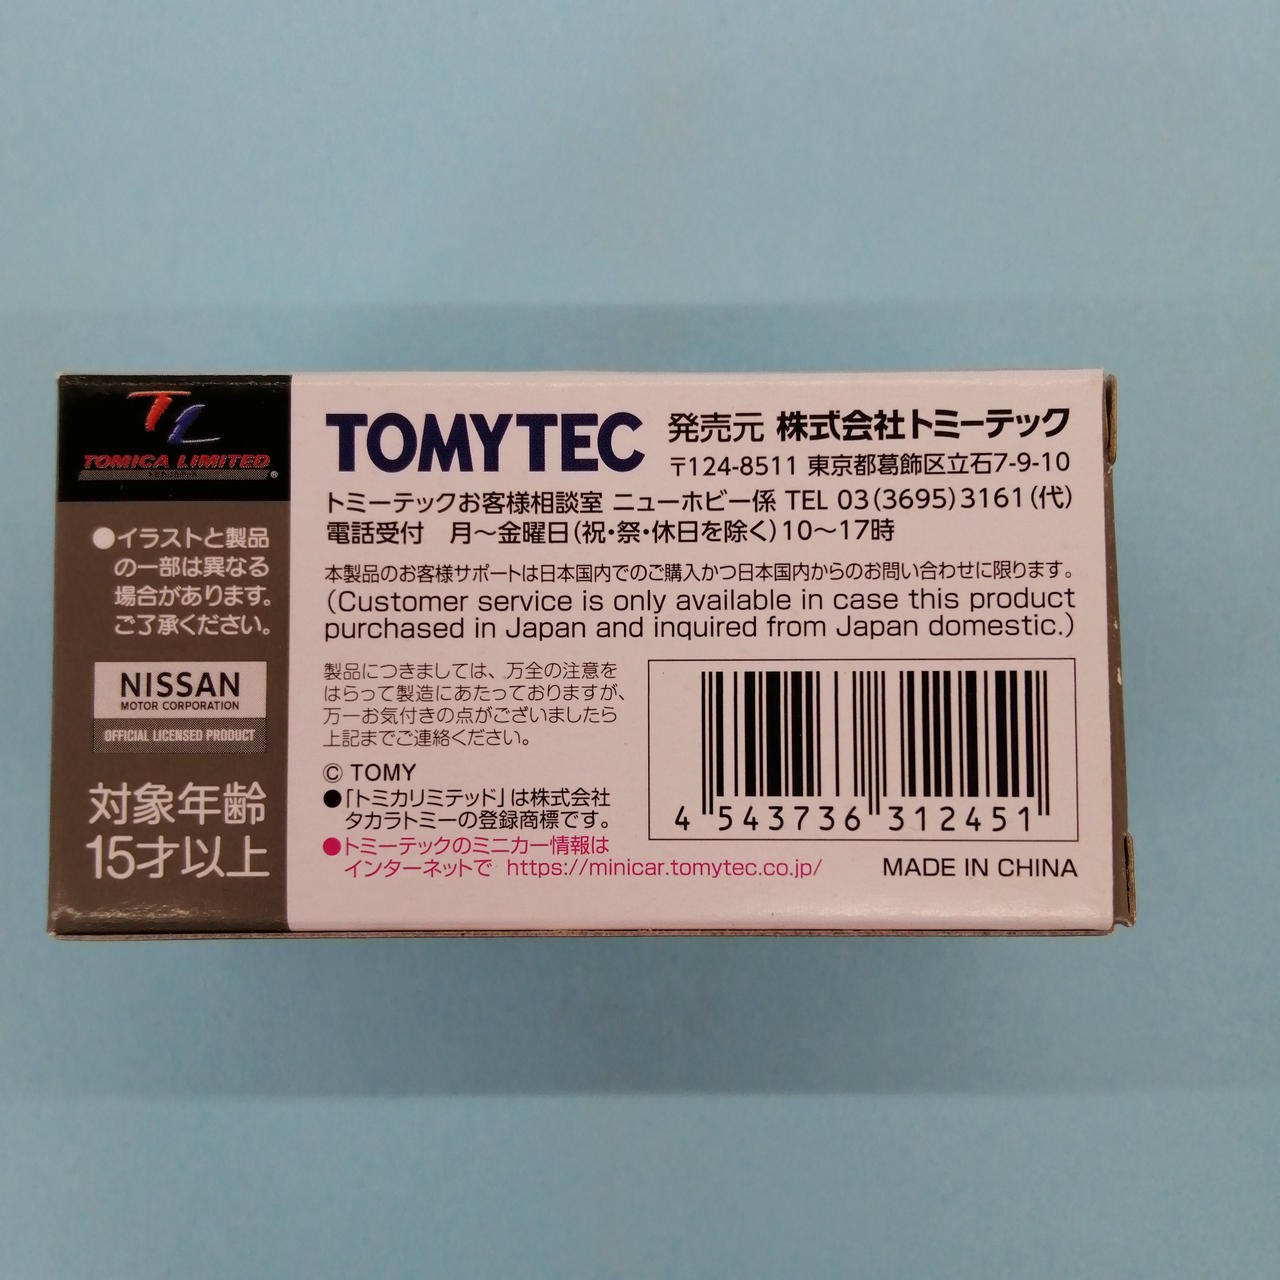 TL
TOMICA LIMITED
トミカリミテッド
®
●イラストと製品
の一部は異なる
場合があります。
ご了承ください。
NISSAN
MOTOR CORPORATION
OFFICIAL LICENSED PRODUCT
対象年齢
15才以上
TOMYTEC 発売元 株式会社トミーテック
〒124-8511 東京都葛飾区立石7-9-10
トミーテックお客様相談室 ニューホビー係 TEL 03(3695)3161(代)
電話受付 月〜金曜日(祝・祭・休日を除く)10〜17時
本製品のお客様サポートは日本国内でのご購入かつ日本国内からのお問い合わせに限ります。
(Customer service is only available in case this product
purchased in Japan and inquired from Japan domestic.)
製品につきましては、万全の注意を
はらって製造にあたっておりますが、
万一お気付きの点がございましたら
上記までご連絡ください。
© TOMY
●「トミカリミテッド」は株式会社
タカラトミーの登録商標です。
●トミーテックのミニカー情報は
インターネットで https://minicar.tomytec.co.jp/
4 543736 312451
MADE IN CHINA